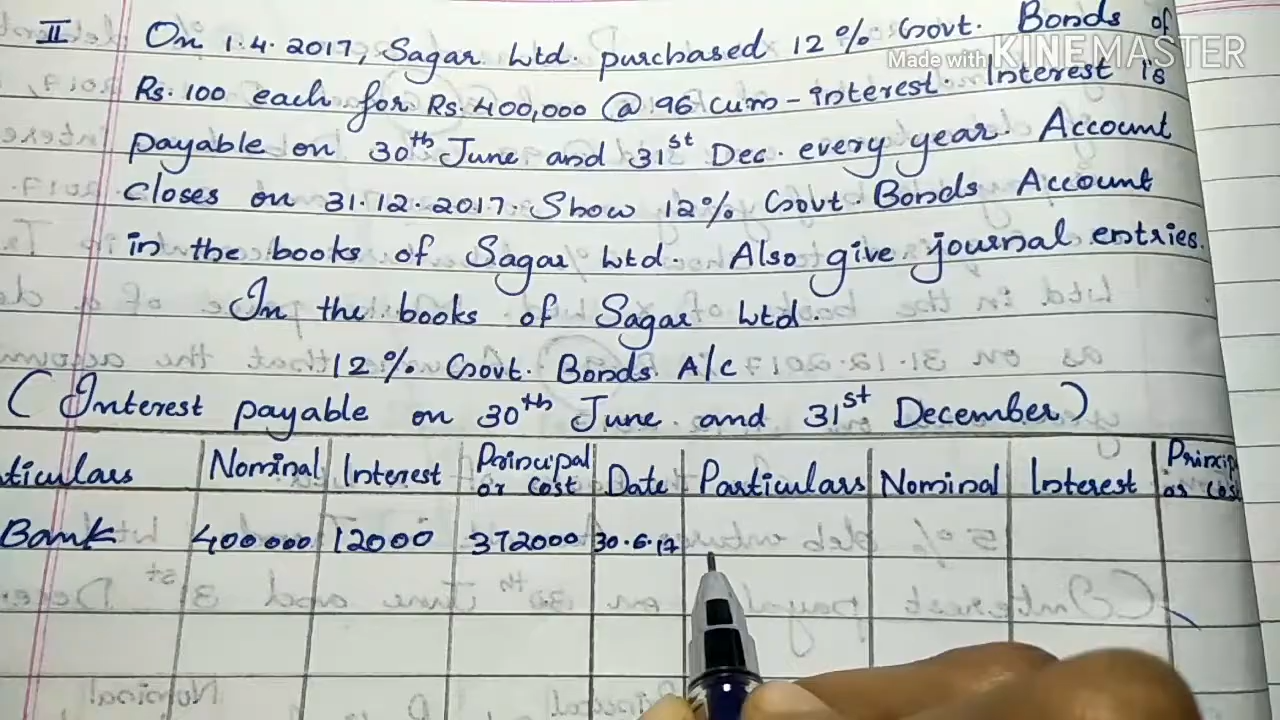 II On 1.4.2017, Sagar Ltd. purchased 12% Govt. Bonds of
Made with KINEMASTER
Rs.100 each for Rs.400,000 @ 96 cum-interest. Interest is
payable on 30th June and 31st Dec. every year. Account
closes on 31.12.2017. Show 12% Govt. Bonds Account
in the books of Sagar Ltd. Also give journal entries.
In the books of Sagar Ltd.
12% Govt. Bonds A/c
(Interest payable on 30th June and 31st December)
ticulars Nominal Interest Principal or Cost Date Particulars Nominal Interest Princip or Cost
Bank 400000 12000 372000 30.6.17